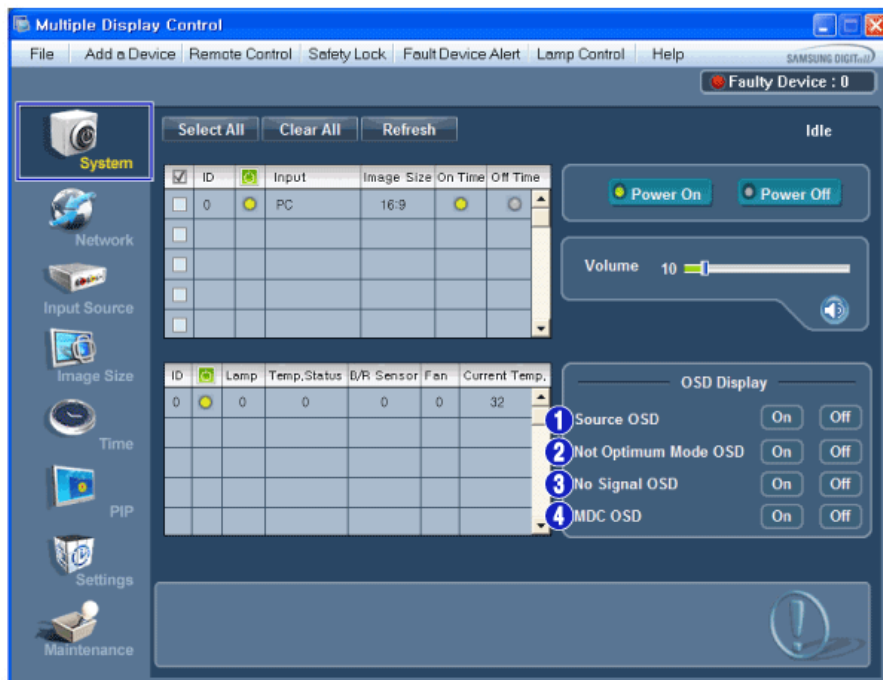 Multiple Display Control
File Add a Device Remote Control Safety Lock Fault Device Alert Lamp Control Help
SAMSUNG DIGITall
Faulty Device : 0
System
Network
Input Source
Image Size
Time
PIP
Settings
Maintenance
Select All Clear All Refresh Idle
ID Input Image Size On Time Off Time
0 PC 16:9
Power On Power Off
Volume 10
ID Lamp Temp,Status B/R Sensor Fan Current Temp,
0 0 0 0 0 32
OSD Display
1 Source OSD On Off
2 Not Optimum Mode OSD On Off
3 No Signal OSD On Off
4 MDC OSD On Off